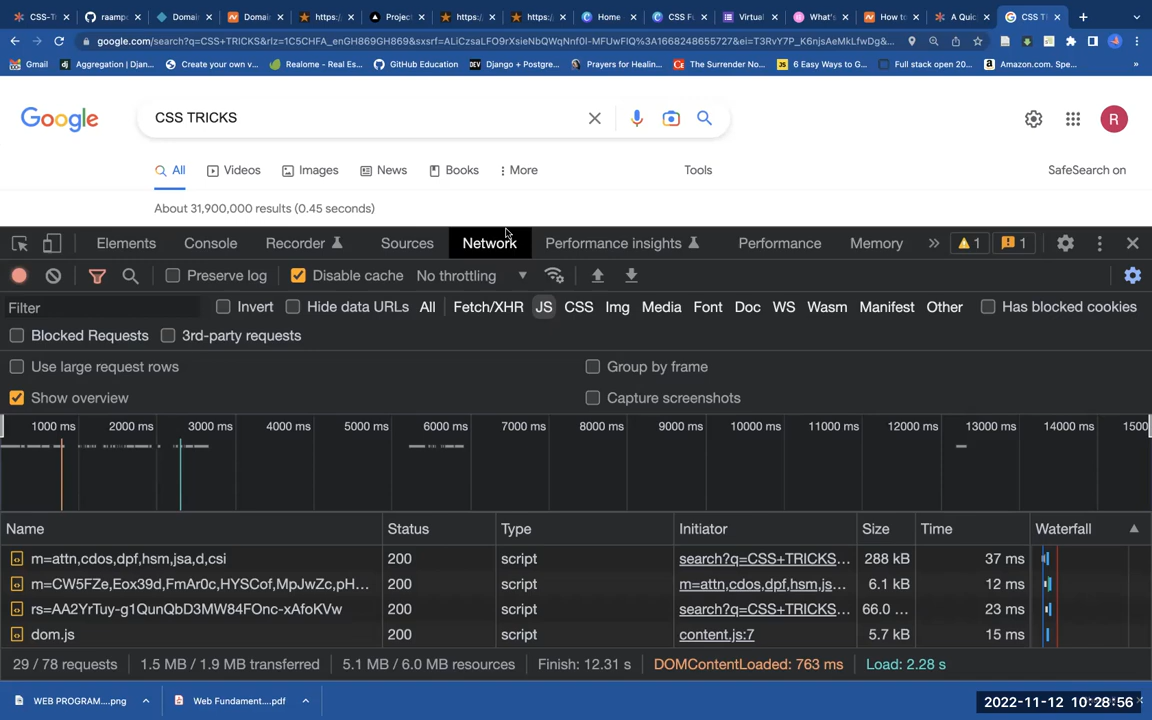 CSS-T
raamp
Domain
Domain
https:/
Project
https:/
https:/
Home
CSS F
Virtual
What's
How to
A Quic
CSS T
google.com/search?q=CSS+TRICKS&rlz=1C5CHFA_enGH869GH869&sxsrf=ALiCzsaLFO9rXsieNbQWqNnf0l-MFUwFlQ%3A1668248655727&ei=T3RvY7P_K6njsAeMkLfwDg&...
Gmail
Aggregation | Djan...
Create your own v...
Realome - Real Es...
GitHub Education
Django + Postgre...
Prayers for Healin...
The Surrender No...
6 Easy Ways to G...
Full stack open 20...
Amazon.com. Spe...
»
Google
CSS TRICKS
R
All
Videos
Images
News
Books
More
Tools
SafeSearch on
About 31,900,000 results (0.45 seconds)
Elements
Console
Recorder
Sources
Network
Performance insights
Performance
Memory
»
1
1
Preserve log
Disable cache
No throttling
Filter
Invert
Hide data URLs
All
Fetch/XHR
JS
CSS
Img
Media
Font
Doc
WS
Wasm
Manifest
Other
Has blocked cookies
Blocked Requests
3rd-party requests
Use large request rows
Group by frame
Show overview
Capture screenshots
1000 ms
2000 ms
3000 ms
4000 ms
5000 ms
6000 ms
7000 ms
8000 ms
9000 ms
10000 ms
11000 ms
12000 ms
13000 ms
14000 ms
1500
Name Status Type Initiator Size Time Waterfall
m=attn,cdos,dpf,hsm,jsa,d,csi 200 script search?q=CSS+TRICKS... 288 kB 37 ms
m=CW5FZe,Eox39d,FmAr0c,HYSCof,MpJwZc,pH... 200 script m=attn,cdos,dpf,hsm,js... 6.1 kB 12 ms
rs=AA2YrTuy-g1QunQbD3MW84FOnc-xAfoKVw 200 script search?q=CSS+TRICKS... 66.0 ... 23 ms
dom.js 200 script content.js:7 5.7 kB 15 ms
29 / 78 requests
1.5 MB / 1.9 MB transferred
5.1 MB / 6.0 MB resources
Finish: 12.31 s
DOMContentLoaded: 763 ms
Load: 2.28 s
WEB PROGRAM....png
Web Fundament....pdf
2022-11-12 10:28:56